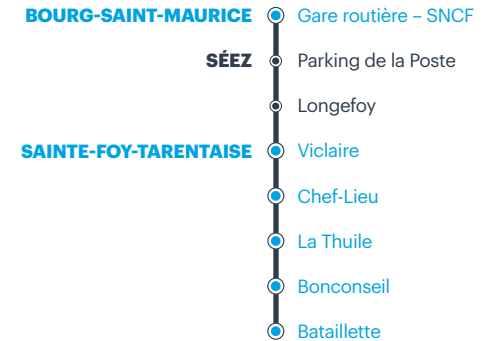 BOURG-SAINT-MAURICE Gare routière – SNCF
SÉEZ Parking de la Poste
Longefoy
SAINTE-FOY-TARENTAISE Viclaire
Chef-Lieu
La Thuile
Bonconseil
Bataillette